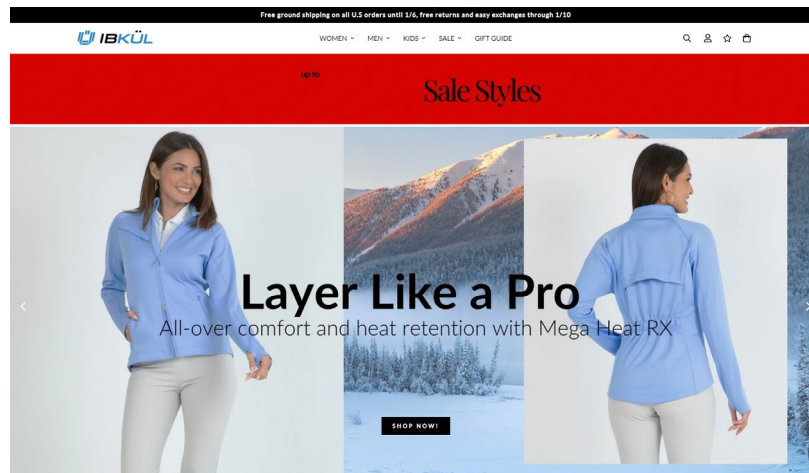 Free ground shipping on all U.S orders until 1/6, free returns and easy exchanges through 1/10
IBKÜL
WOMEN MEN KIDS SALE GIFT GUIDE
up to
Sale Styles
Layer Like a Pro
All-over comfort and heat retention with Mega Heat RX
SHOP NOW!